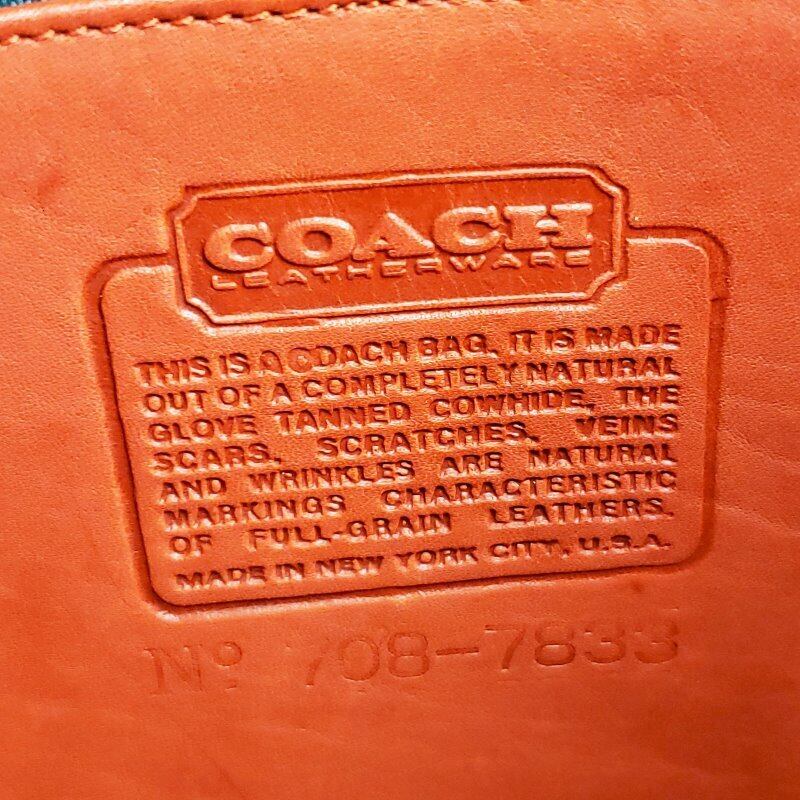 COACH
LEATHERWARE
THIS IS A COACH BAG. IT IS MADE
OUT OF A COMPLETELY NATURAL
GLOVE TANNED COWHIDE, THE
SCARS, SCRATCHES, VEINS
AND WRINKLES ARE NATURAL
MARKINGS CHARACTERISTIC
OF FULL-GRAIN LEATHERS.
MADE IN NEW YORK CITY, U.S.A.
Nº 708-7833